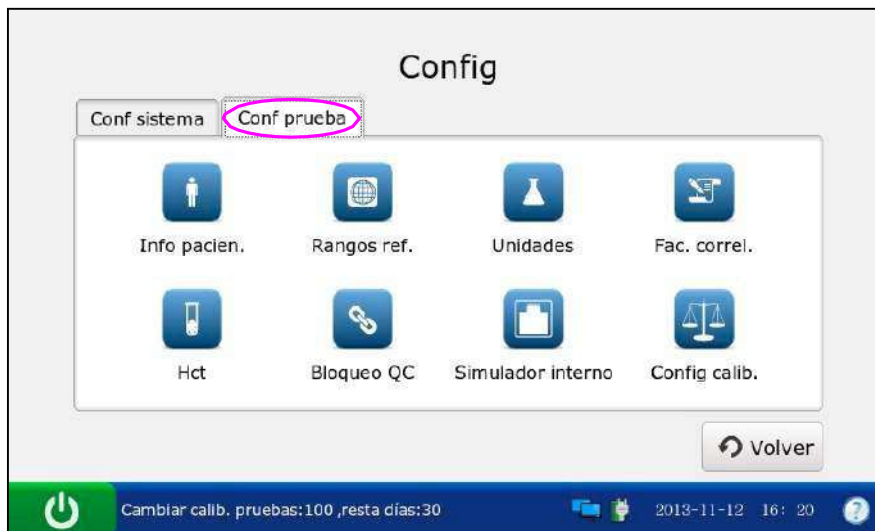 Config
Conf sistema Conf prueba
Info pacien. Rangos ref. Unidades Fac. correl.
Hct Bloqueo QC Simulador interno Config calib.
Volver
Cambiar calib. pruebas:100 ,resta días:30 2013-11-12 16: 20 ?